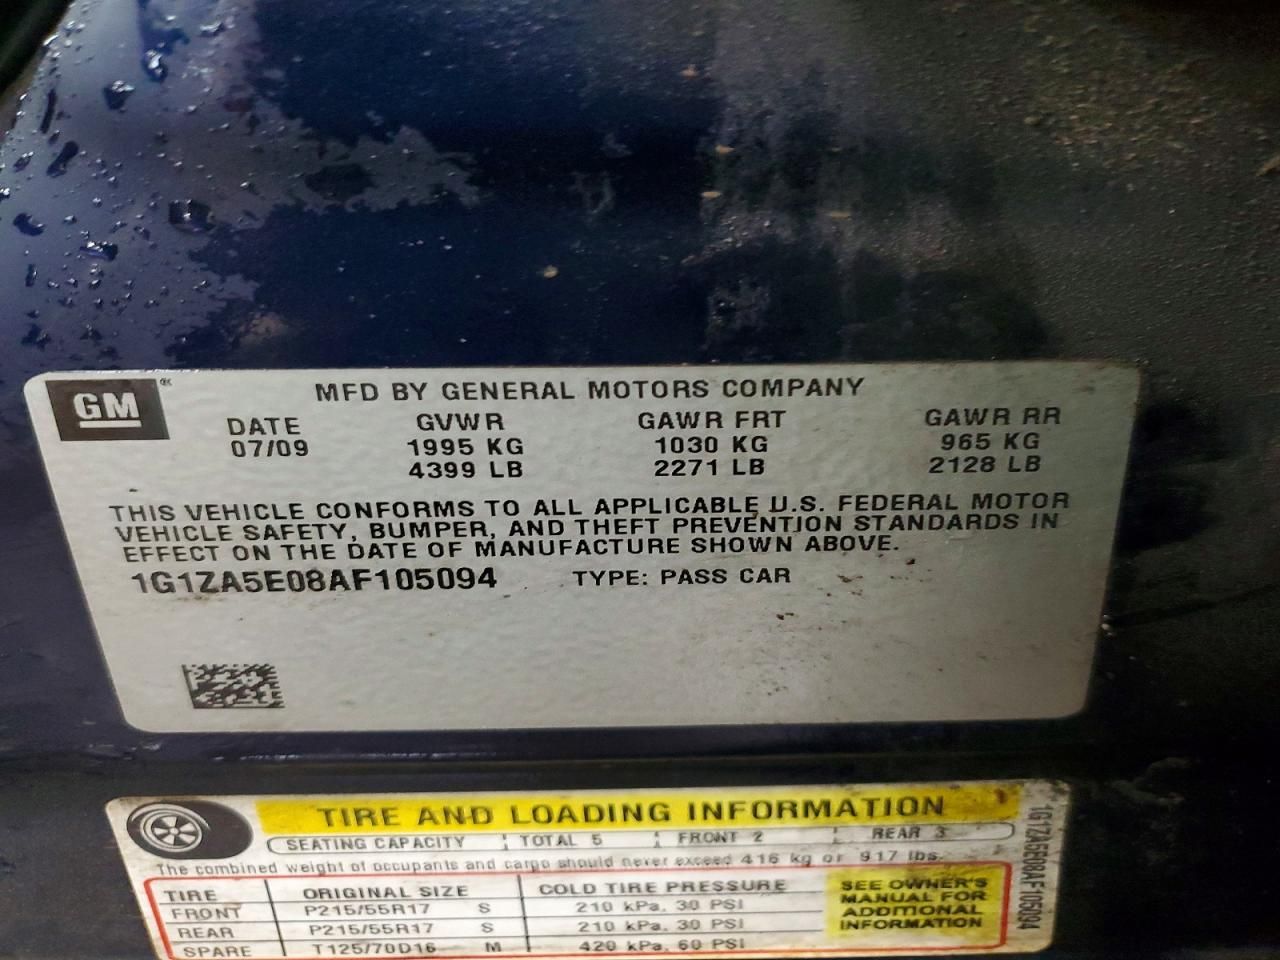 GM ®
MFD BY GENERAL MOTORS COMPANY
DATE GVWR GAWR FRT GAWR RR
07/09 1995 KG 1030 KG 965 KG
4399 LB 2271 LB 2128 LB
THIS VEHICLE CONFORMS TO ALL APPLICABLE U.S. FEDERAL MOTOR
VEHICLE SAFETY, BUMPER, AND THEFT PREVENTION STANDARDS IN
EFFECT ON THE DATE OF MANUFACTURE SHOWN ABOVE.
1G1ZA5E08AF105094 TYPE: PASS CAR
TIRE AND LOADING INFORMATION
SEATING CAPACITY TOTAL 5 FRONT 2 REAR 3
The combined weight of occupants and cargo should never exceed 416 kg or 917 lbs.
TIRE ORIGINAL SIZE COLD TIRE PRESSURE
FRONT P215/55R17 S 210 kPa, 30 PSI
REAR P215/55R17 S 210 kPa, 30 PSI
SPARE T125/70D16 M 420 kPa, 60 PSI
SEE OWNER'S
MANUAL FOR
ADDITIONAL
INFORMATION
1G1ZA5E08AF105094